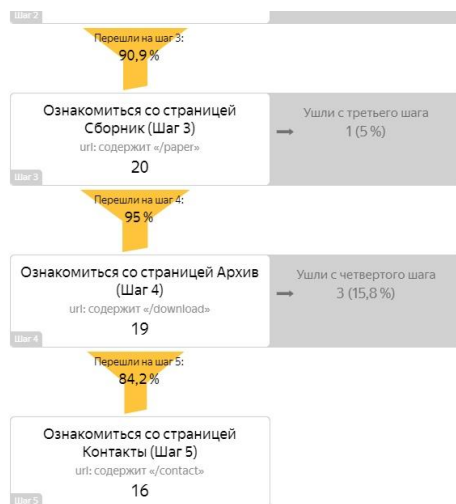 Шаг 2
Перешли на шаг 3:
90,9 %
Ознакомиться со страницей
Сборник (Шаг 3)
url: содержит «/paper»
20
Шаг 3
→
Ушли с третьего шага
1 (5 %)
Перешли на шаг 4:
95 %
Ознакомиться со страницей Архив
(Шаг 4)
url: содержит «/download»
19
Шаг 4
→
Ушли с четвертого шага
3 (15,8 %)
Перешли на шаг 5:
84,2 %
Ознакомиться со страницей
Контакты (Шаг 5)
url: содержит «/contact»
16
Шаг 5